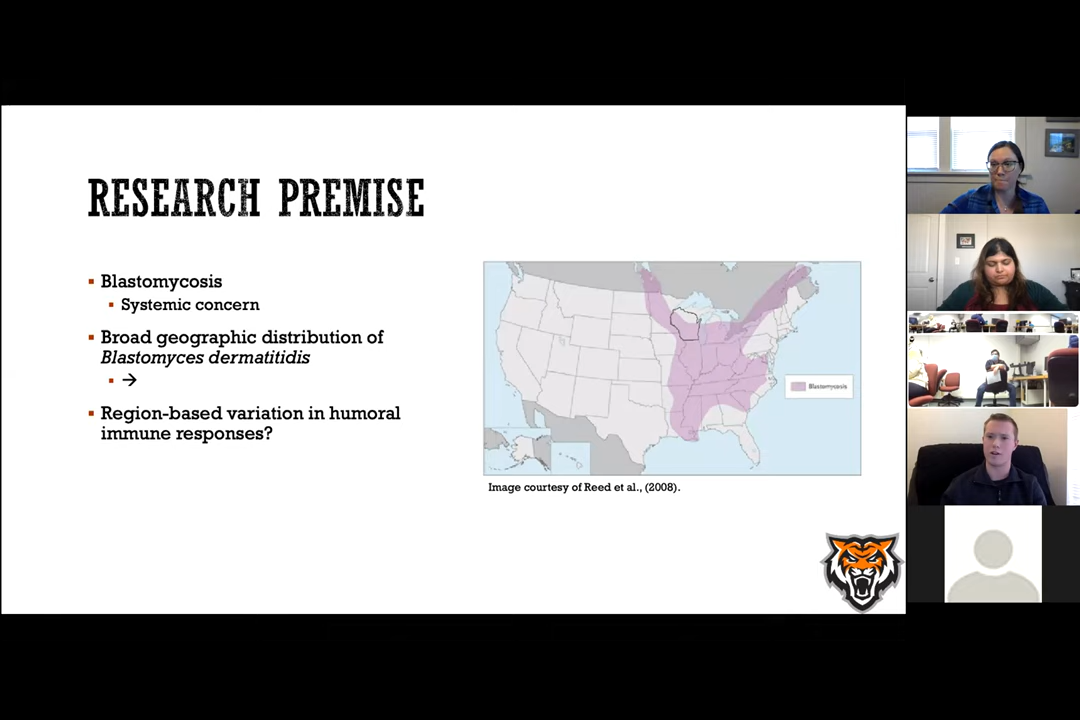 RESEARCH PREMISE
▪ Blastomycosis
▪ Systemic concern
▪ Broad geographic distribution of
Blastomyces dermatitidis
▪ →
▪ Region-based variation in humoral
immune responses?
Blastomycosis
Image courtesy of Reed et al., (2008).